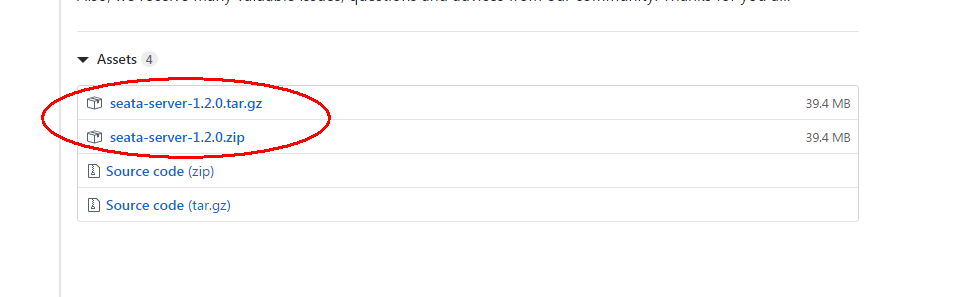 Also, we receive many valuable issues, questions and advices from our community. Thanks for you all.
Assets 4
seata-server-1.2.0.tar.gz 39.4 MB
seata-server-1.2.0.zip 39.4 MB
Source code (zip)
Source code (tar.gz)